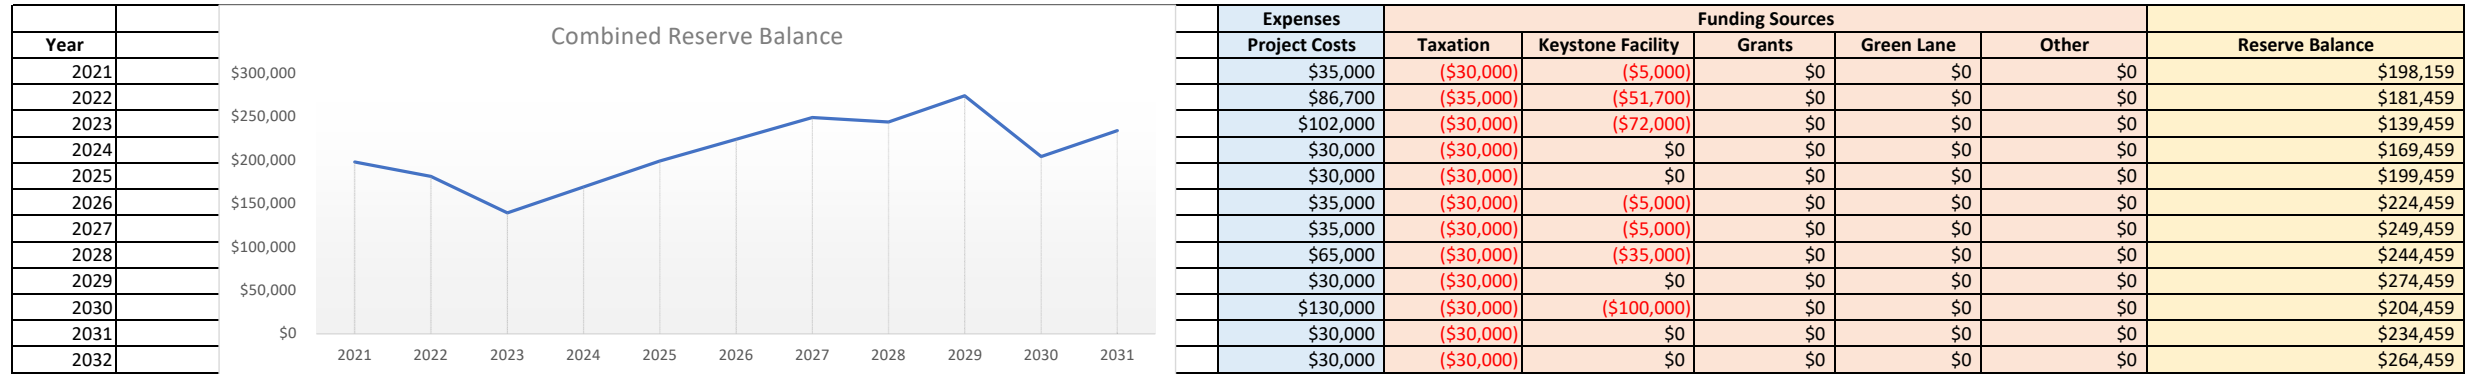 Expenses Funding Sources
Year Project Costs Taxation Keystone Facility Grants Green Lane Other Reserve Balance
2021 $35,000 ($30,000) ($5,000) $0 $0 $0 $198,159
2022 $86,700 ($35,000) ($51,700) $0 $0 $0 $181,459
2023 $102,000 ($30,000) ($72,000) $0 $0 $0 $139,459
2024 $30,000 ($30,000) $0 $0 $0 $0 $169,459
2025 $30,000 ($30,000) $0 $0 $0 $0 $199,459
2026 $35,000 ($30,000) ($5,000) $0 $0 $0 $224,459
2027 $35,000 ($30,000) ($5,000) $0 $0 $0 $249,459
2028 $65,000 ($30,000) ($35,000) $0 $0 $0 $244,459
2029 $30,000 ($30,000) $0 $0 $0 $0 $274,459
2030 $130,000 ($30,000) ($100,000) $0 $0 $0 $204,459
2031 $30,000 ($30,000) $0 $0 $0 $0 $234,459
2032 $30,000 ($30,000) $0 $0 $0 $0 $264,459
Combined Reserve Balance
$300,000
$250,000
$200,000
$150,000
$100,000
$50,000
$0
2021 2022 2023 2024 2025 2026 2027 2028 2029 2030 2031